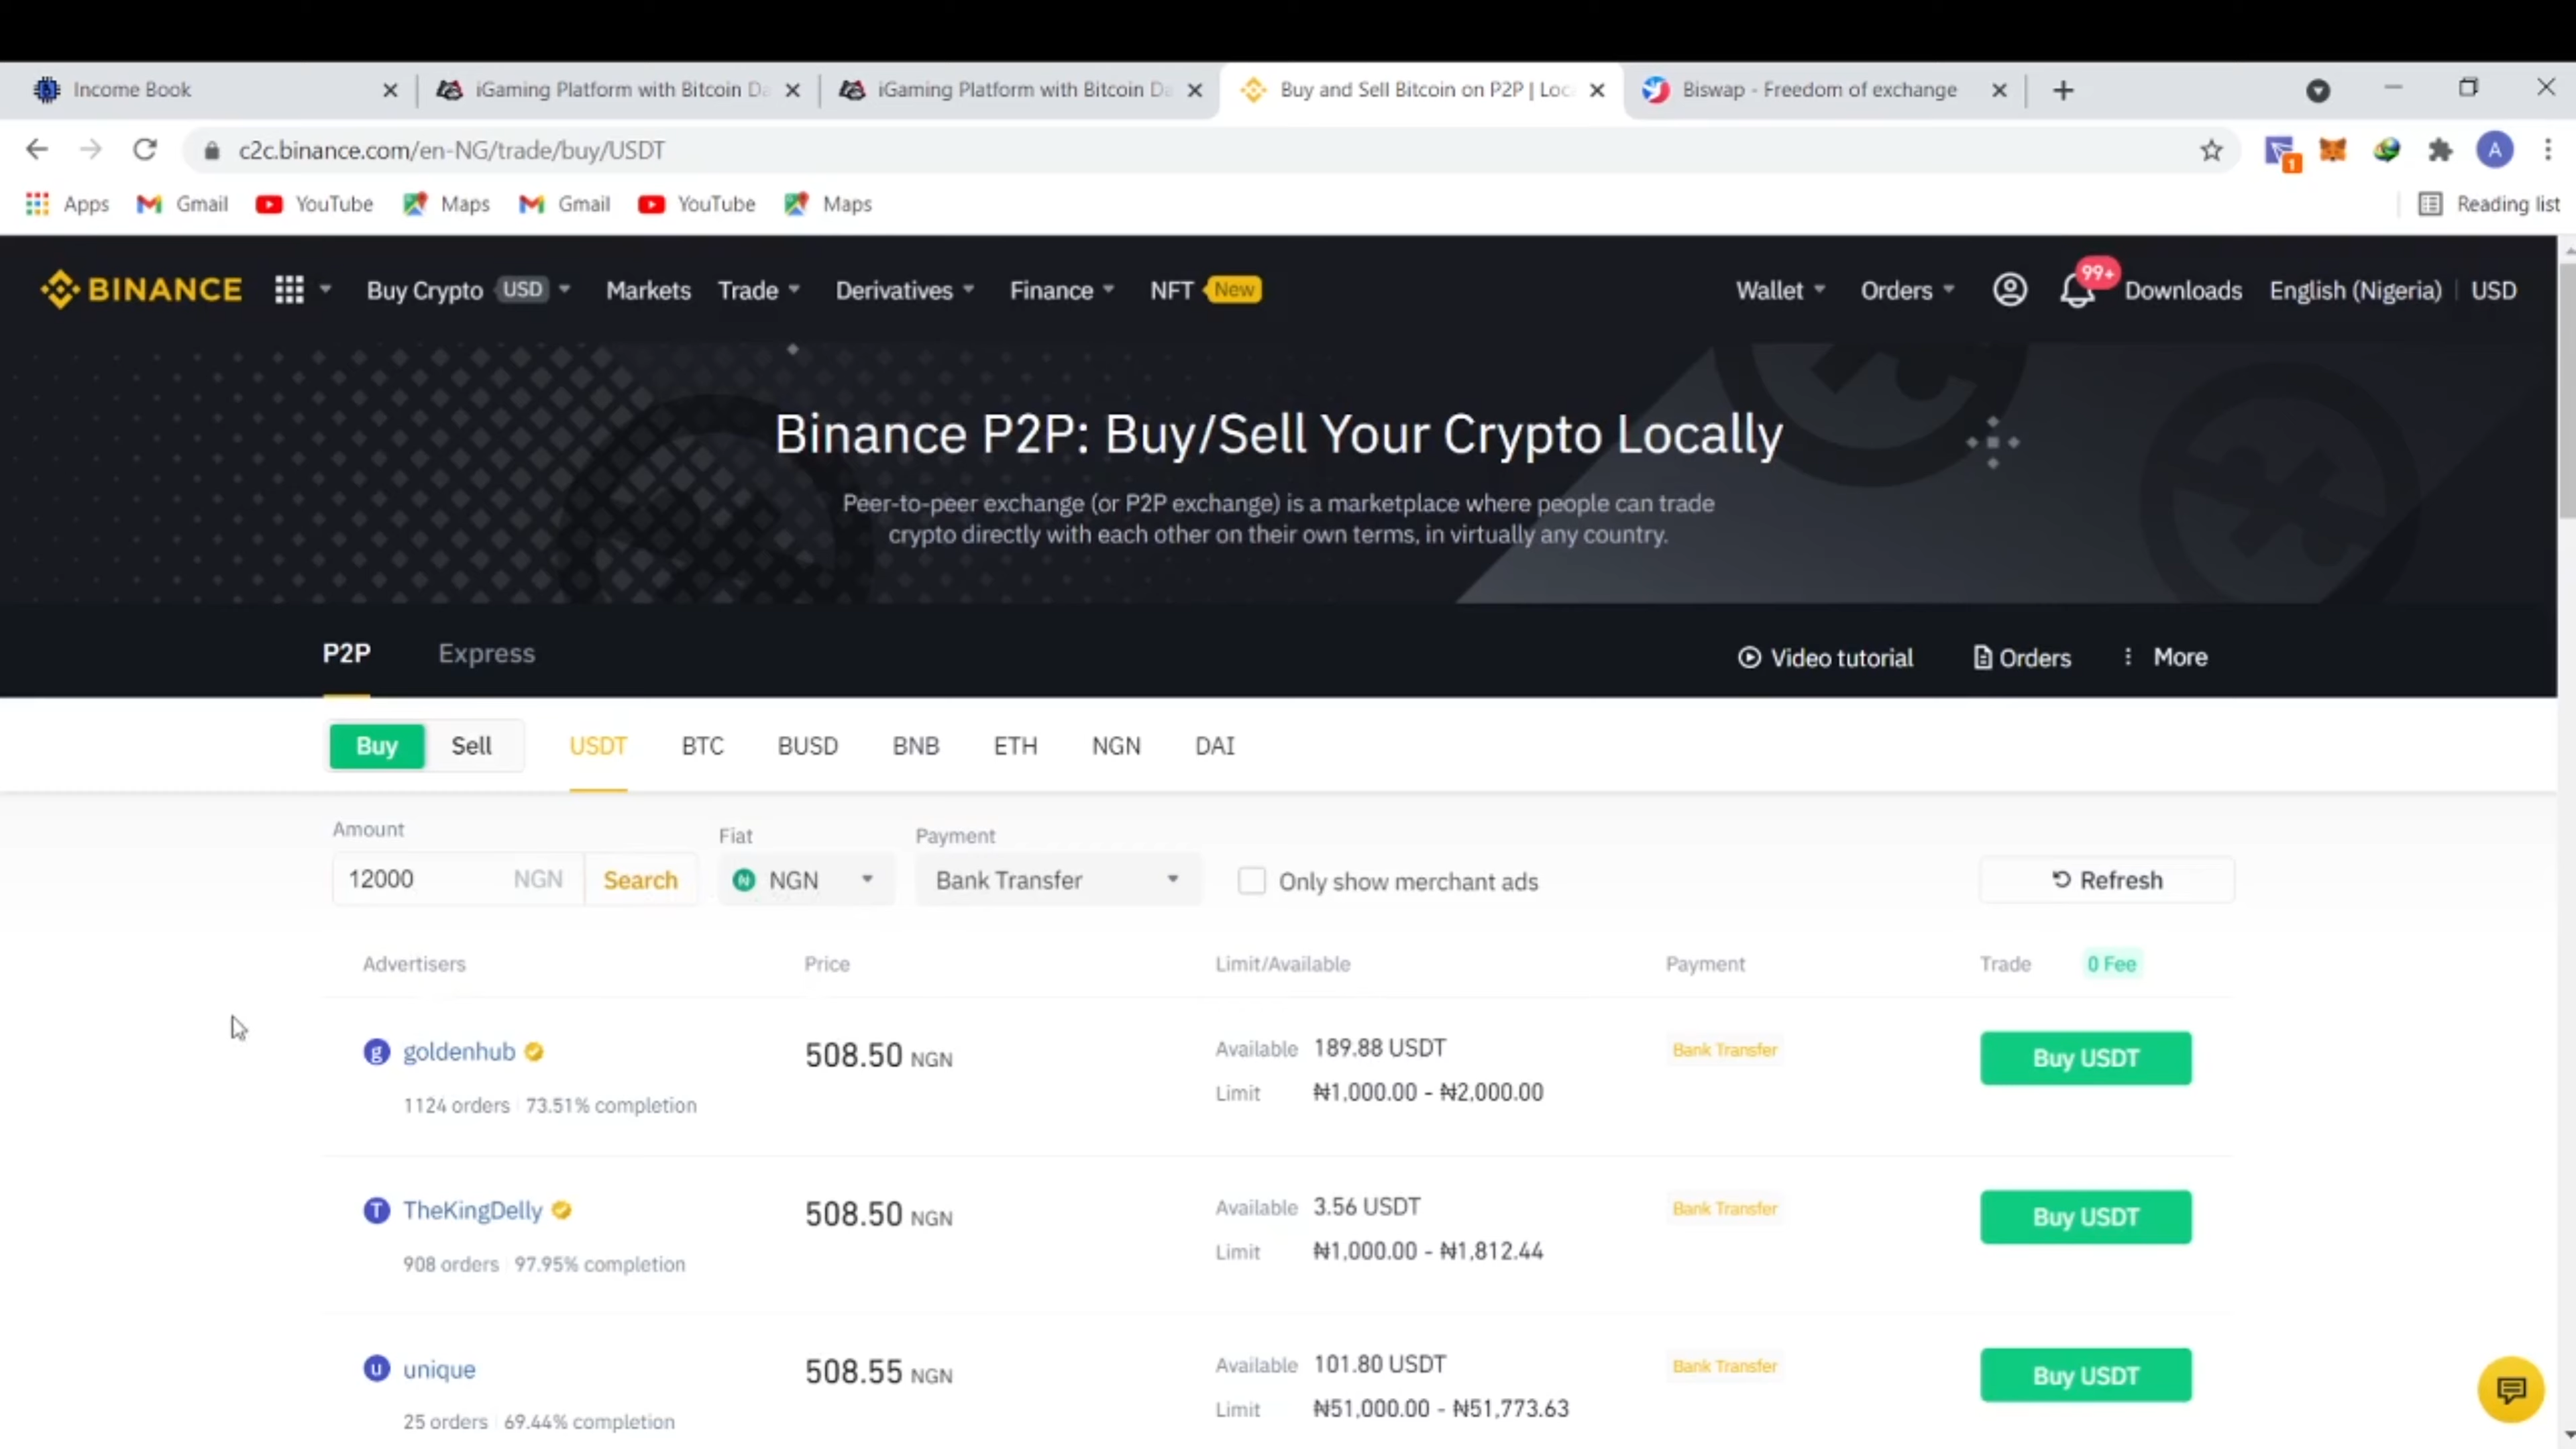 Income Book
iGaming Platform with Bitcoin Da
iGaming Platform with Bitcoin Da
Buy and Sell Bitcoin on P2P | Loc
Biswap - Freedom of exchange
c2c.binance.com/en-NG/trade/buy/USDT
1
A
Apps
Gmail
YouTube
Maps
Gmail
YouTube
Maps
Reading list
BINANCE
Buy Crypto USD
Markets
Trade
Derivatives
Finance
NFT New
Wallet
Orders
99+
Downloads
English (Nigeria)
USD
Binance P2P: Buy/Sell Your Crypto Locally
Peer-to-peer exchange (or P2P exchange) is a marketplace where people can trade
crypto directly with each other on their own terms, in virtually any country.
P2P
Express
Video tutorial
Orders
More
Buy
Sell
USDT
BTC
BUSD
BNB
ETH
NGN
DAI
Amount
Fiat
Payment
12000 NGN
Search
NGN
Bank Transfer
Only show merchant ads
Refresh
Advertisers
Price
Limit/Available
Payment
Trade
0 Fee
g goldenhub
1124 orders | 73.51% completion
508.50 NGN
Available 189.88 USDT
Limit ₦1,000.00 - ₦2,000.00
Bank Transfer
Buy USDT
T TheKingDelly
908 orders | 97.95% completion
508.50 NGN
Available 3.56 USDT
Limit ₦1,000.00 - ₦1,812.44
Bank Transfer
Buy USDT
u unique
25 orders | 69.44% completion
508.55 NGN
Available 101.80 USDT
Limit ₦51,000.00 - ₦51,773.63
Bank Transfer
Buy USDT